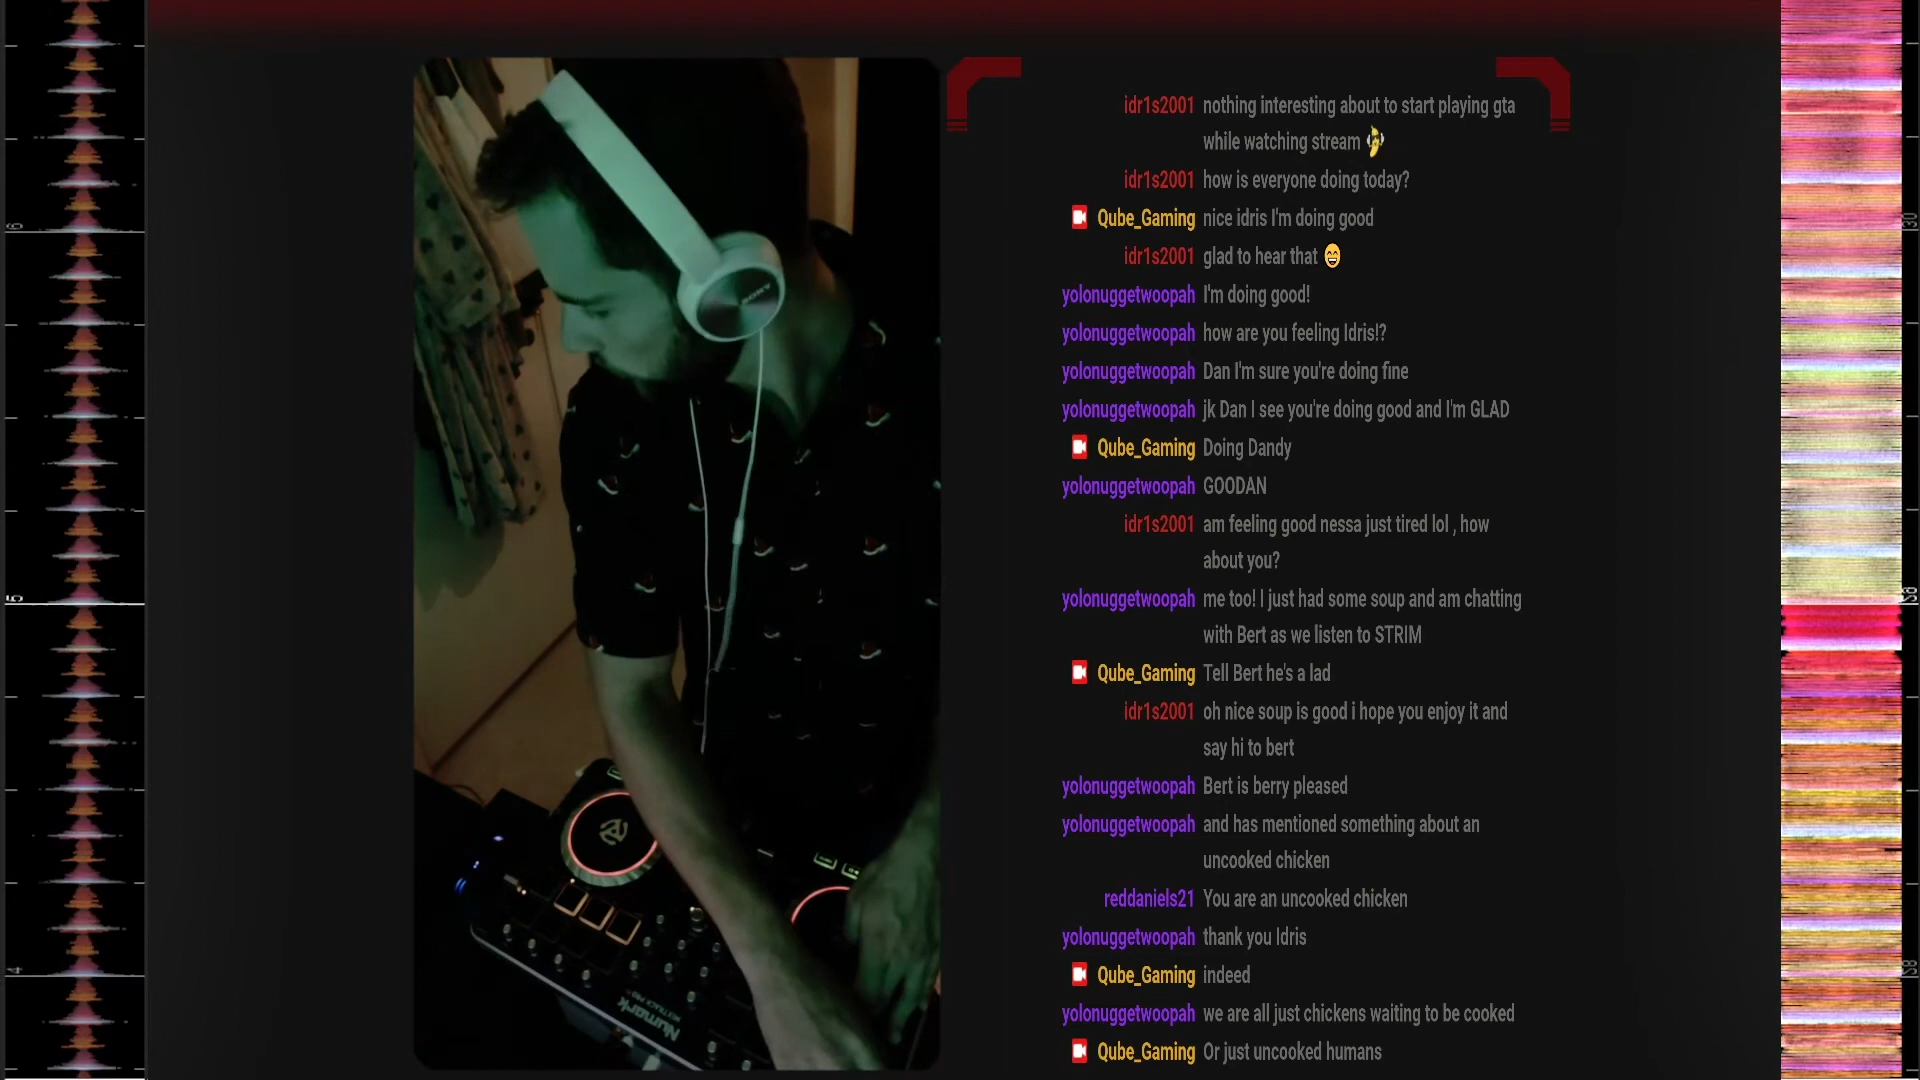 idr1s2001 nothing interesting about to start playing gta
while watching stream
idr1s2001 how is everyone doing today?
Qube_Gaming nice idris I'm doing good
idr1s2001 glad to hear that
yolonuggetwoopah I'm doing good!
yolonuggetwoopah how are you feeling Idris!?
yolonuggetwoopah Dan I'm sure you're doing fine
yolonuggetwoopah jk Dan I see you're doing good and I'm GLAD
Qube_Gaming Doing Dandy
yolonuggetwoopah GOODAN
idr1s2001 am feeling good nessa just tired lol , how
about you?
yolonuggetwoopah me too! I just had some soup and am chatting
with Bert as we listen to STRIM
Qube_Gaming Tell Bert he's a lad
idr1s2001 oh nice soup is good i hope you enjoy it and
say hi to bert
yolonuggetwoopah Bert is berry pleased
yolonuggetwoopah and has mentioned something about an
uncooked chicken
reddaniels21 You are an uncooked chicken
yolonuggetwoopah thank you Idris
Qube_Gaming indeed
yolonuggetwoopah we are all just chickens waiting to be cooked
Qube_Gaming Or just uncooked humans
SONY
Numark
6
5
4